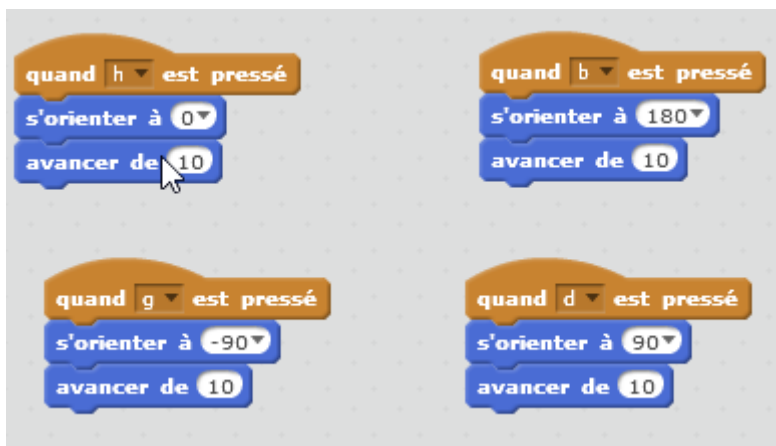 quand h est pressé
s'orienter à 0
avancer de 10
quand b est pressé
s'orienter à 180
avancer de 10
quand g est pressé
s'orienter à -90
avancer de 10
quand d est pressé
s'orienter à 90
avancer de 10